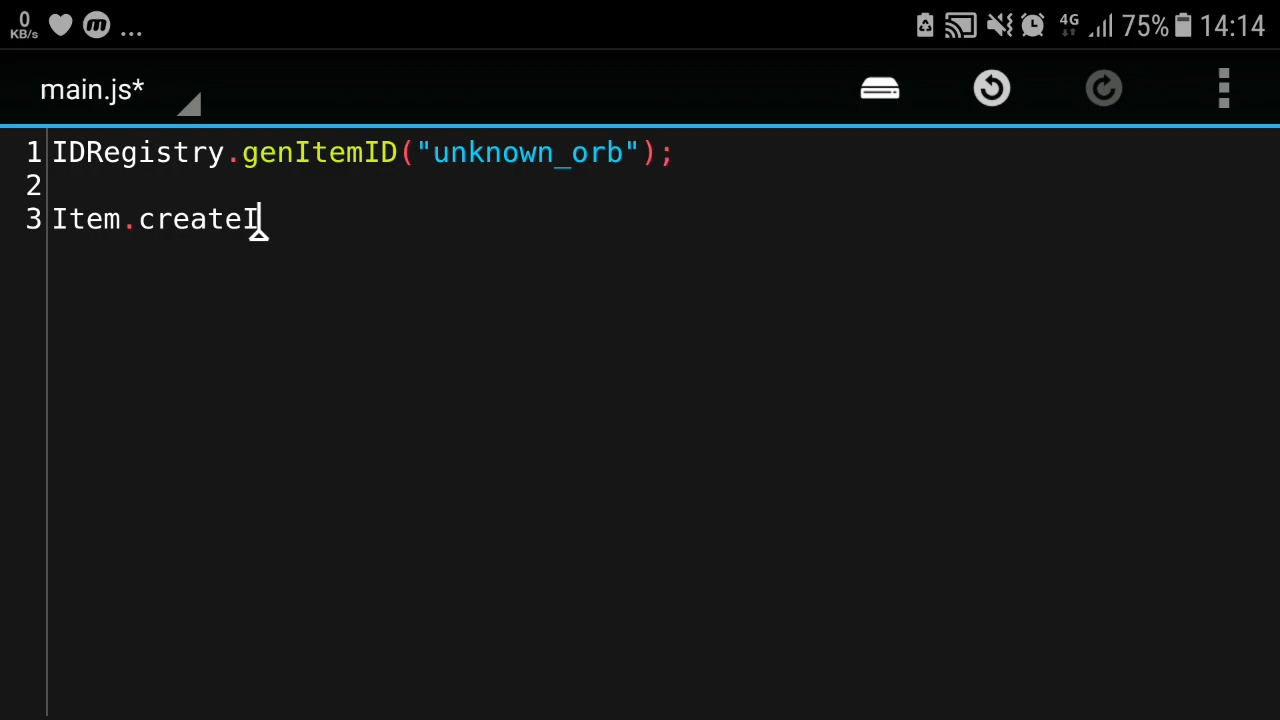 0 KB/s ... 4G 75% 14:14
main.js*
1 IDRegistry.genItemID("unknown_orb");
2
3 Item.createI